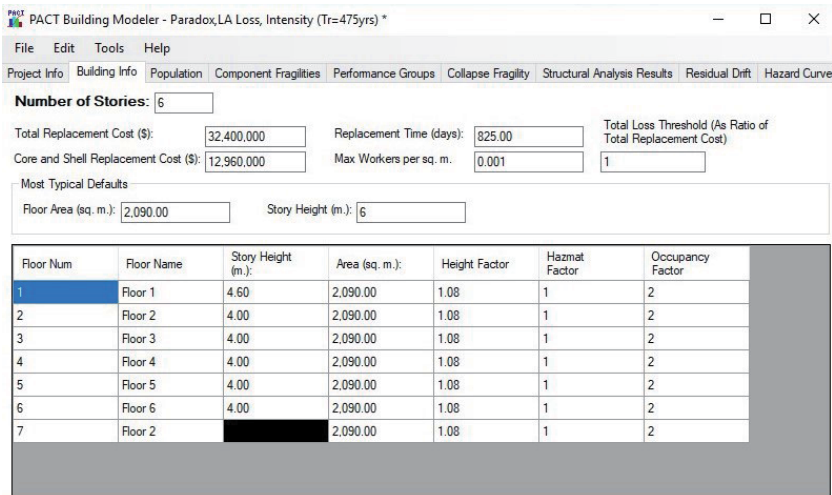 PACT
PACT Building Modeler - Paradox,LA Loss, Intensity (Tr=475yrs) *
File Edit Tools Help
Project Info Building Info Population Component Fragilities Performance Groups Collapse Fragility Structural Analysis Results Residual Drift Hazard Curve
Number of Stories: 6
Total Replacement Cost ($): 32,400,000 Replacement Time (days): 825.00 Total Loss Threshold (As Ratio of
Total Replacement Cost)
Core and Shell Replacement Cost ($): 12,960,000 Max Workers per sq. m. 0.001 1
Most Typical Defaults
Floor Area (sq. m.): 2,090.00 Story Height (m.): 6
Floor Num Floor Name Story Height (m.): Area (sq. m.): Height Factor Hazmat Factor Occupancy Factor
1 Floor 1 4.60 2,090.00 1.08 1 2
2 Floor 2 4.00 2,090.00 1.08 1 2
3 Floor 3 4.00 2,090.00 1.08 1 2
4 Floor 4 4.00 2,090.00 1.08 1 2
5 Floor 5 4.00 2,090.00 1.08 1 2
6 Floor 6 4.00 2,090.00 1.08 1 2
7 Floor 2 2,090.00 1.08 1 2